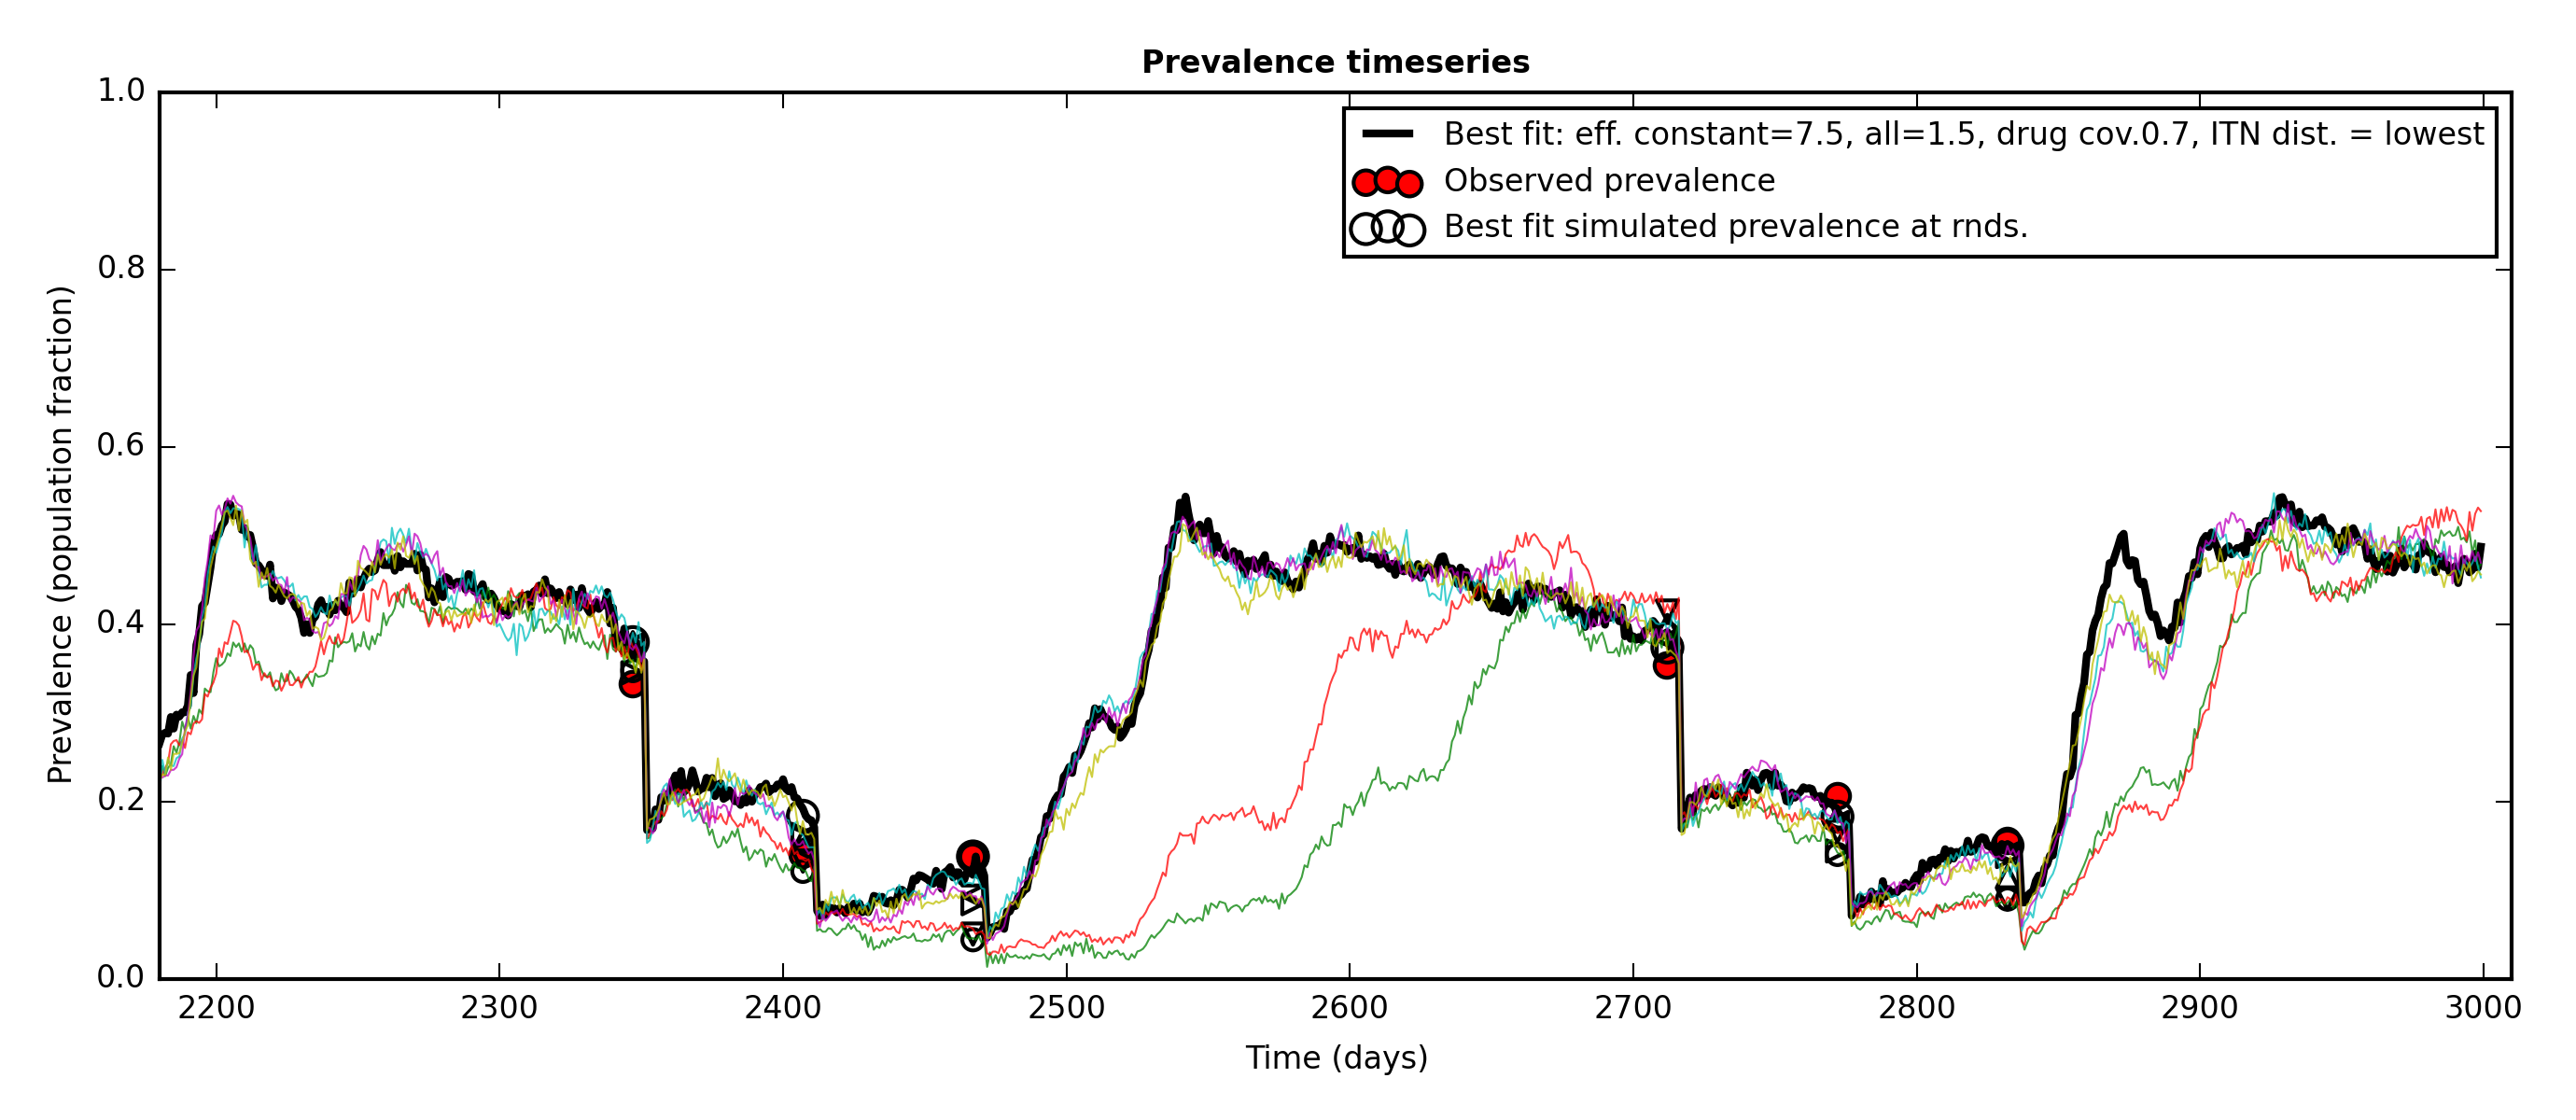 Prevalence timeseries
Best fit: eff. constant=7.5, all=1.5, drug cov.0.7, ITN dist. = lowest
Observed prevalence
Best fit simulated prevalence at rnds.
Prevalence (population fraction)
1.0
0.8
0.6
0.4
0.2
0.0
2200 2300 2400 2500 2600 2700 2800 2900 3000
Time (days)